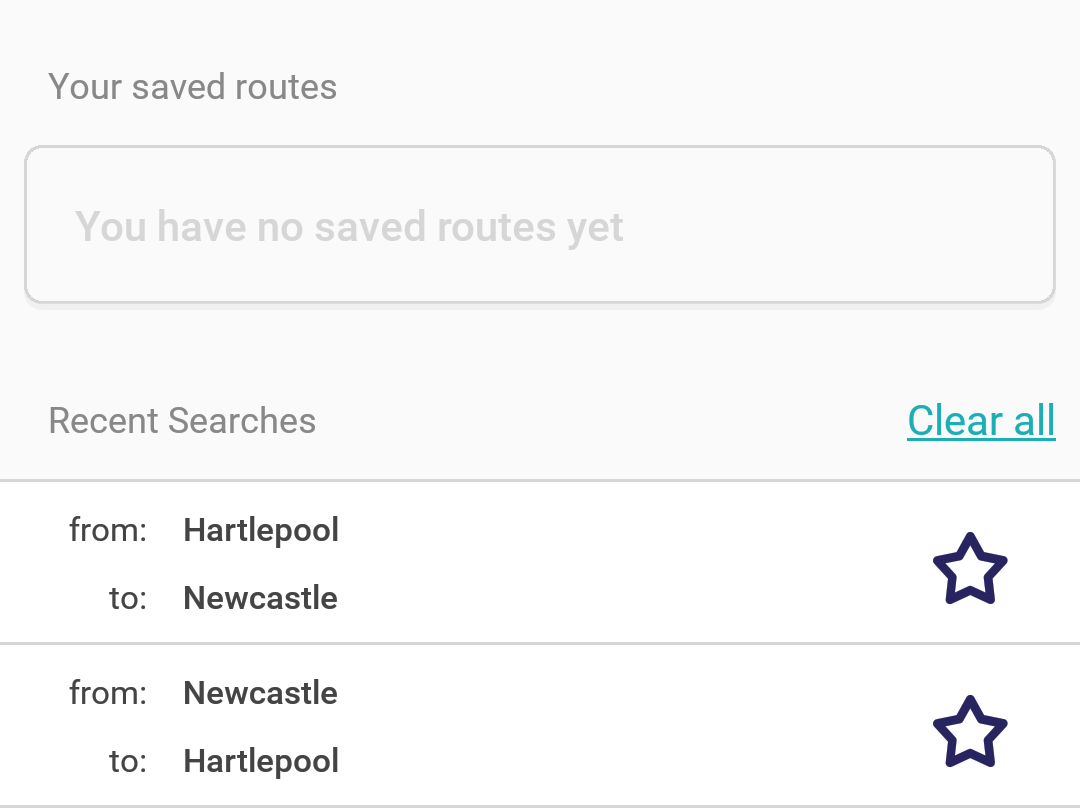 Your saved routes
You have no saved routes yet
Recent Searches Clear all
from: Hartlepool
to: Newcastle
from: Newcastle
to: Hartlepool